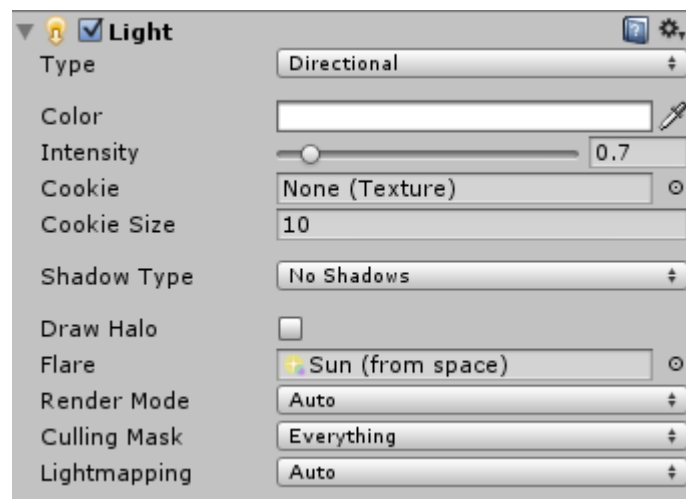 Light
Type Directional
Color
Intensity 0.7
Cookie None (Texture)
Cookie Size 10
Shadow Type No Shadows
Draw Halo
Flare Sun (from space)
Render Mode Auto
Culling Mask Everything
Lightmapping Auto